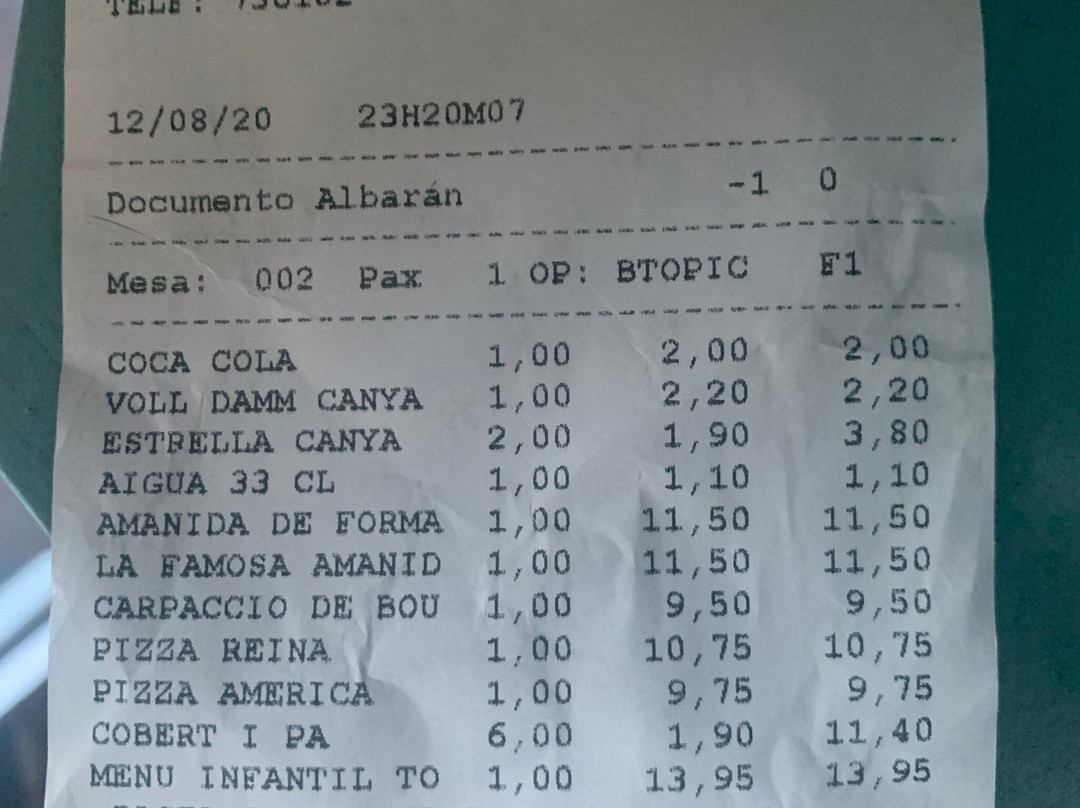 12/08/20 23H20M07
Documento Albarán -1 0
Mesa: 002 Pax 1 OP: BTOPIC F1
COCA COLA 1,00 2,00 2,00
VOLL DAMM CANYA 1,00 2,20 2,20
ESTRELLA CANYA 2,00 1,90 3,80
AIGUA 33 CL 1,00 1,10 1,10
AMANIDA DE FORMA 1,00 11,50 11,50
LA FAMOSA AMANID 1,00 11,50 11,50
CARPACCIO DE BOU 1,00 9,50 9,50
PIZZA REINA 1,00 10,75 10,75
PIZZA AMERICA 1,00 9,75 9,75
COBERT I PA 6,00 1,90 11,40
MENU INFANTIL TO 1,00 13,95 13,95